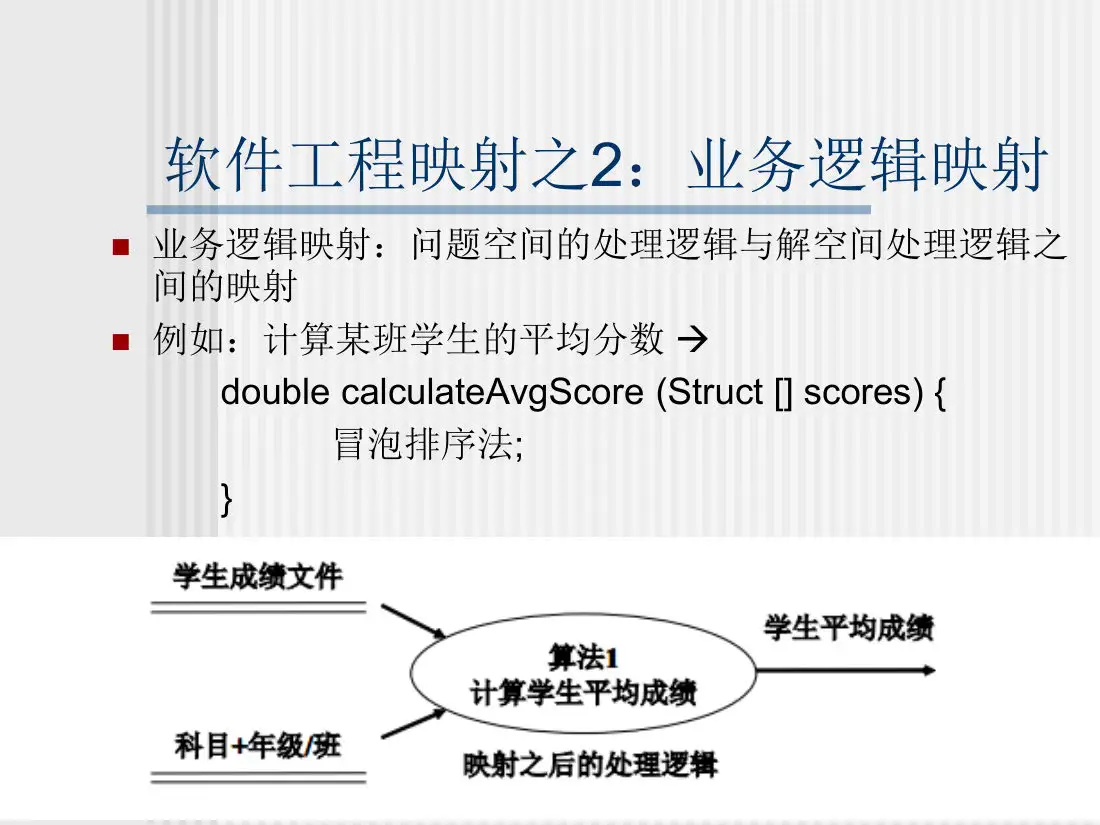 软件工程映射之2：业务逻辑映射
业务逻辑映射：问题空间的处理逻辑与解空间处理逻辑之
间的映射
例如：计算某班学生的平均分数 →
double calculateAvgScore (Struct [] scores) {
冒泡排序法;
}
学生成绩文件
学生平均成绩
算法1
计算学生平均成绩
科目+年级/班
映射之后的处理逻辑